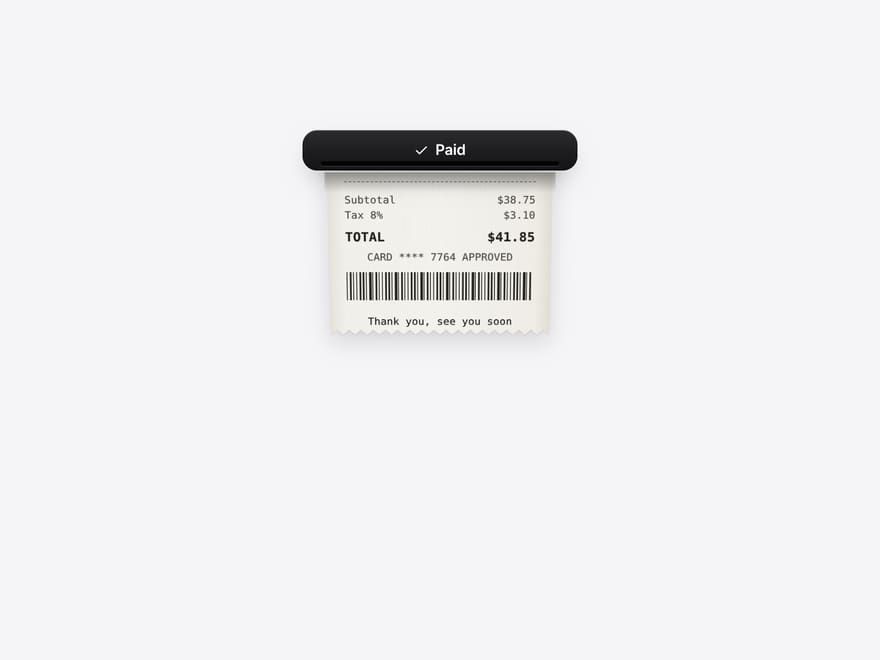 Paid
Subtotal $38.75
Tax 8% $3.10
TOTAL $41.85
CARD **** 7764 APPROVED
Thank you, see you soon